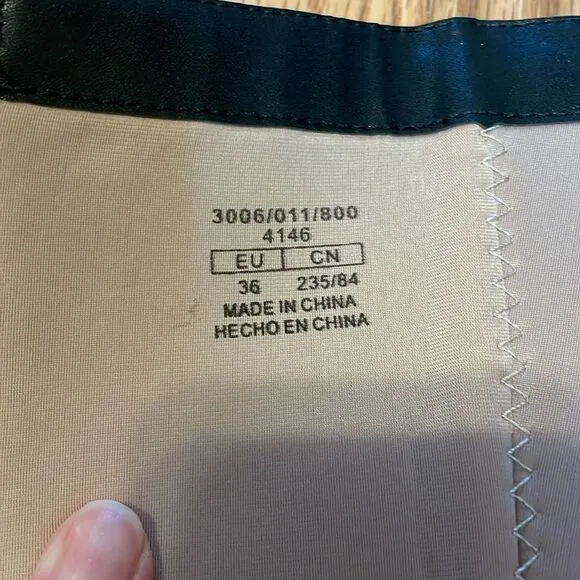 3006/011/800
4146
EU CN
36 235/84
MADE IN CHINA
HECHO EN CHINA